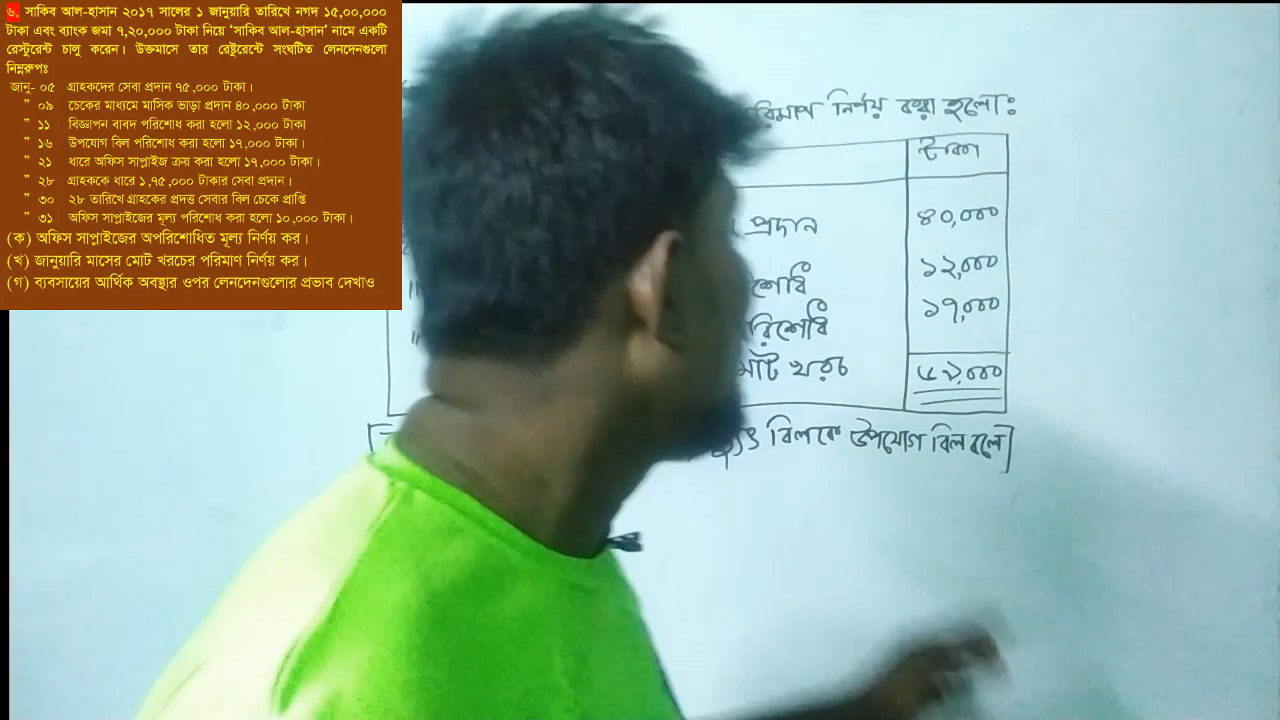 ৬. সাকিব আল-হাসান ২০১৭ সালের ১ জানুয়ারি তারিখে নগদ ১৫,০০,০০০
টাকা এবং ব্যাংক জমা ৭,২০,০০০ টাকা নিয়ে ‘সাকিব আল-হাসান’ নামে একটি
রেস্টুরেন্ট চালু করেন। উক্তমাসে তার রেষ্টুরেন্টে সংঘটিত লেনদেনগুলো
নিম্নরুপঃ
জানু- ০৫ গ্রাহকদের সেবা প্রদান ৭৫,০০০ টাকা।
” ০৯ চেকের মাধ্যমে মাসিক ভাড়া প্রদান ৪০,০০০ টাকা
” ১১ বিজ্ঞাপন বাবদ পরিশোধ করা হলো ১২,০০০ টাকা
” ১৬ উপযোগ বিল পরিশোধ করা হলো ১৭,০০০ টাকা।
” ২১ ধারে অফিস সাপ্লাইজ ক্রয় করা হলো ১৭,০০০ টাকা।
” ২৮ গ্রাহককে ধারে ১,৭৫,০০০ টাকার সেবা প্রদান।
” ৩০ ২৮ তারিখে গ্রাহকের প্রদত্ত সেবার বিল চেকে প্রাপ্তি
” ৩১ অফিস সাপ্লাইজের মূল্য পরিশোধ করা হলো ১০,০০০ টাকা।
(ক) অফিস সাপ্লাইজের অপরিশোধিত মূল্য নির্ণয় কর।
(খ) জানুয়ারি মাসের মোট খরচের পরিমাণ নির্ণয় কর।
(গ) ব্যবসায়ের আর্থিক অবস্থার ওপর লেনদেনগুলোর প্রভাব দেখাও
রিমাণ নির্ণয় করা হলো:
টাকা
প্রদান ৪০,০০০
শোধ ১২,০০০
রিশোধ ১৭,০০০
মোট খরচ ৬৯,০০০
বিলকে উপযোগ বিল বলে]